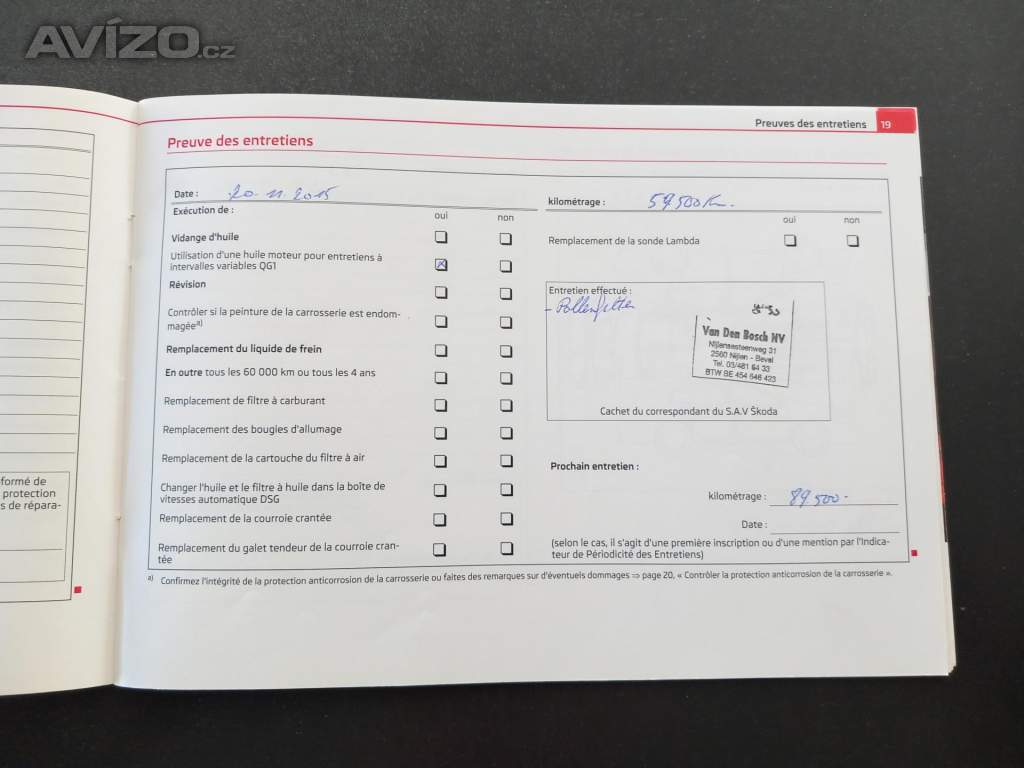 AVÍZO.cz
Preuves des entretiens 19
Preuve des entretiens
Date : 20. 11. 2015
kilométrage : 59.500 Km.
Exécution de :
oui non
oui non
Vidange d'huile
Remplacement de la sonde Lambda
Utilisation d'une huile moteur pour entretiens à
intervalles variables QG1
Révision
Contrôler si la peinture de la carrosserie est endom-
magéeᵃ⁾
Remplacement du liquide de frein
En outre tous les 60 000 km ou tous les 4 ans
Remplacement de filtre à carburant
Remplacement des bougies d'allumage
Remplacement de la cartouche du filtre à air
Changer l'huile et le filtre à huile dans la boîte de
vitesses automatique DSG
Remplacement de la courroie crantée
Remplacement du galet tendeur de la courroie cran-
tée
Entretien effectué :
- Pollenfilter
Van Den Bosch NV
Nijlensesteenweg 31
2560 Nijlen - Bevel
Tel. 03/481 64 33
BTW BE 454 646 423
Cachet du correspondant du S.A.V Škoda
Prochain entretien :
kilométrage : 89.500-
Date :
(selon le cas, il s'agit d'une première inscription ou d'une mention par l'Indica-
teur de Périodicité des Entretiens)
a) Confirmez l'intégrité de la protection anticorrosion de la carrosserie ou faites des remarques sur d'éventuels dommages ⇒ page 20, « Contrôler la protection anticorrosion de la carrosserie ».
formé de
protection
s de répara-